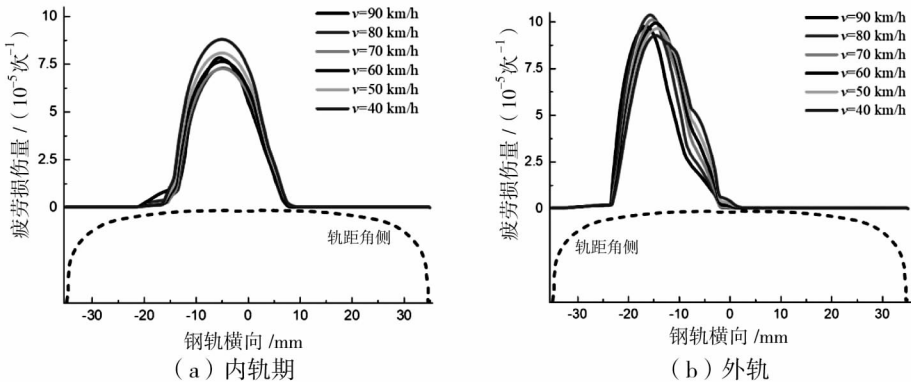 疲劳损伤量 /（10⁻⁵次⁻¹）
10
7.5
5
2.5
0
v=90 km/h
v=80 km/h
v=70 km/h
v=60 km/h
v=50 km/h
v=40 km/h
轨距角侧
-30 -20 -10 0 10 20 30
钢轨横向 /mm
（a）内轨期
疲劳损伤量 /（10⁻⁵次⁻¹）
10
7.5
5
2.5
0
v=90 km/h
v=80 km/h
v=70 km/h
v=60 km/h
v=50 km/h
v=40 km/h
轨距角侧
-30 -20 -10 0 10 20 30
钢轨横向 /mm
（b）外轨